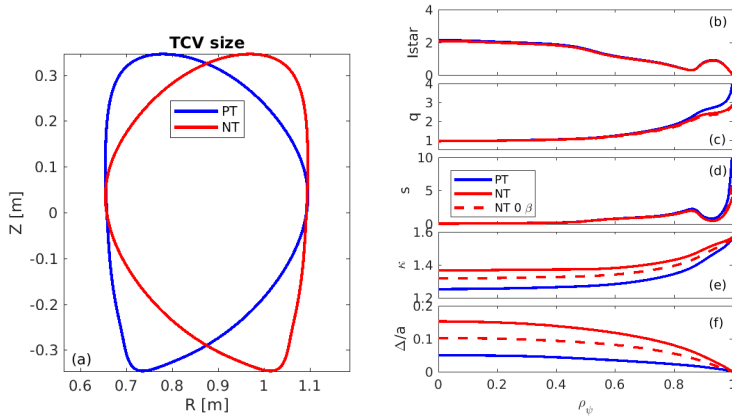 TCV size
0.3
0.2
0.1
0
-0.1
-0.2
-0.3
Z [m]
PT
NT
(a)
0.6 0.7 0.8 0.9 1 1.1
R [m]
4
2
0
Istar
(b)
4
3
2
1
q
(c)
10
5
0
s
(d)
PT
NT
NT 0 β
1.6
1.4
1.2
κ
(e)
0.2
0.1
0
Δ/a
(f)
0 0.2 0.4 0.6 0.8 1
ρψ